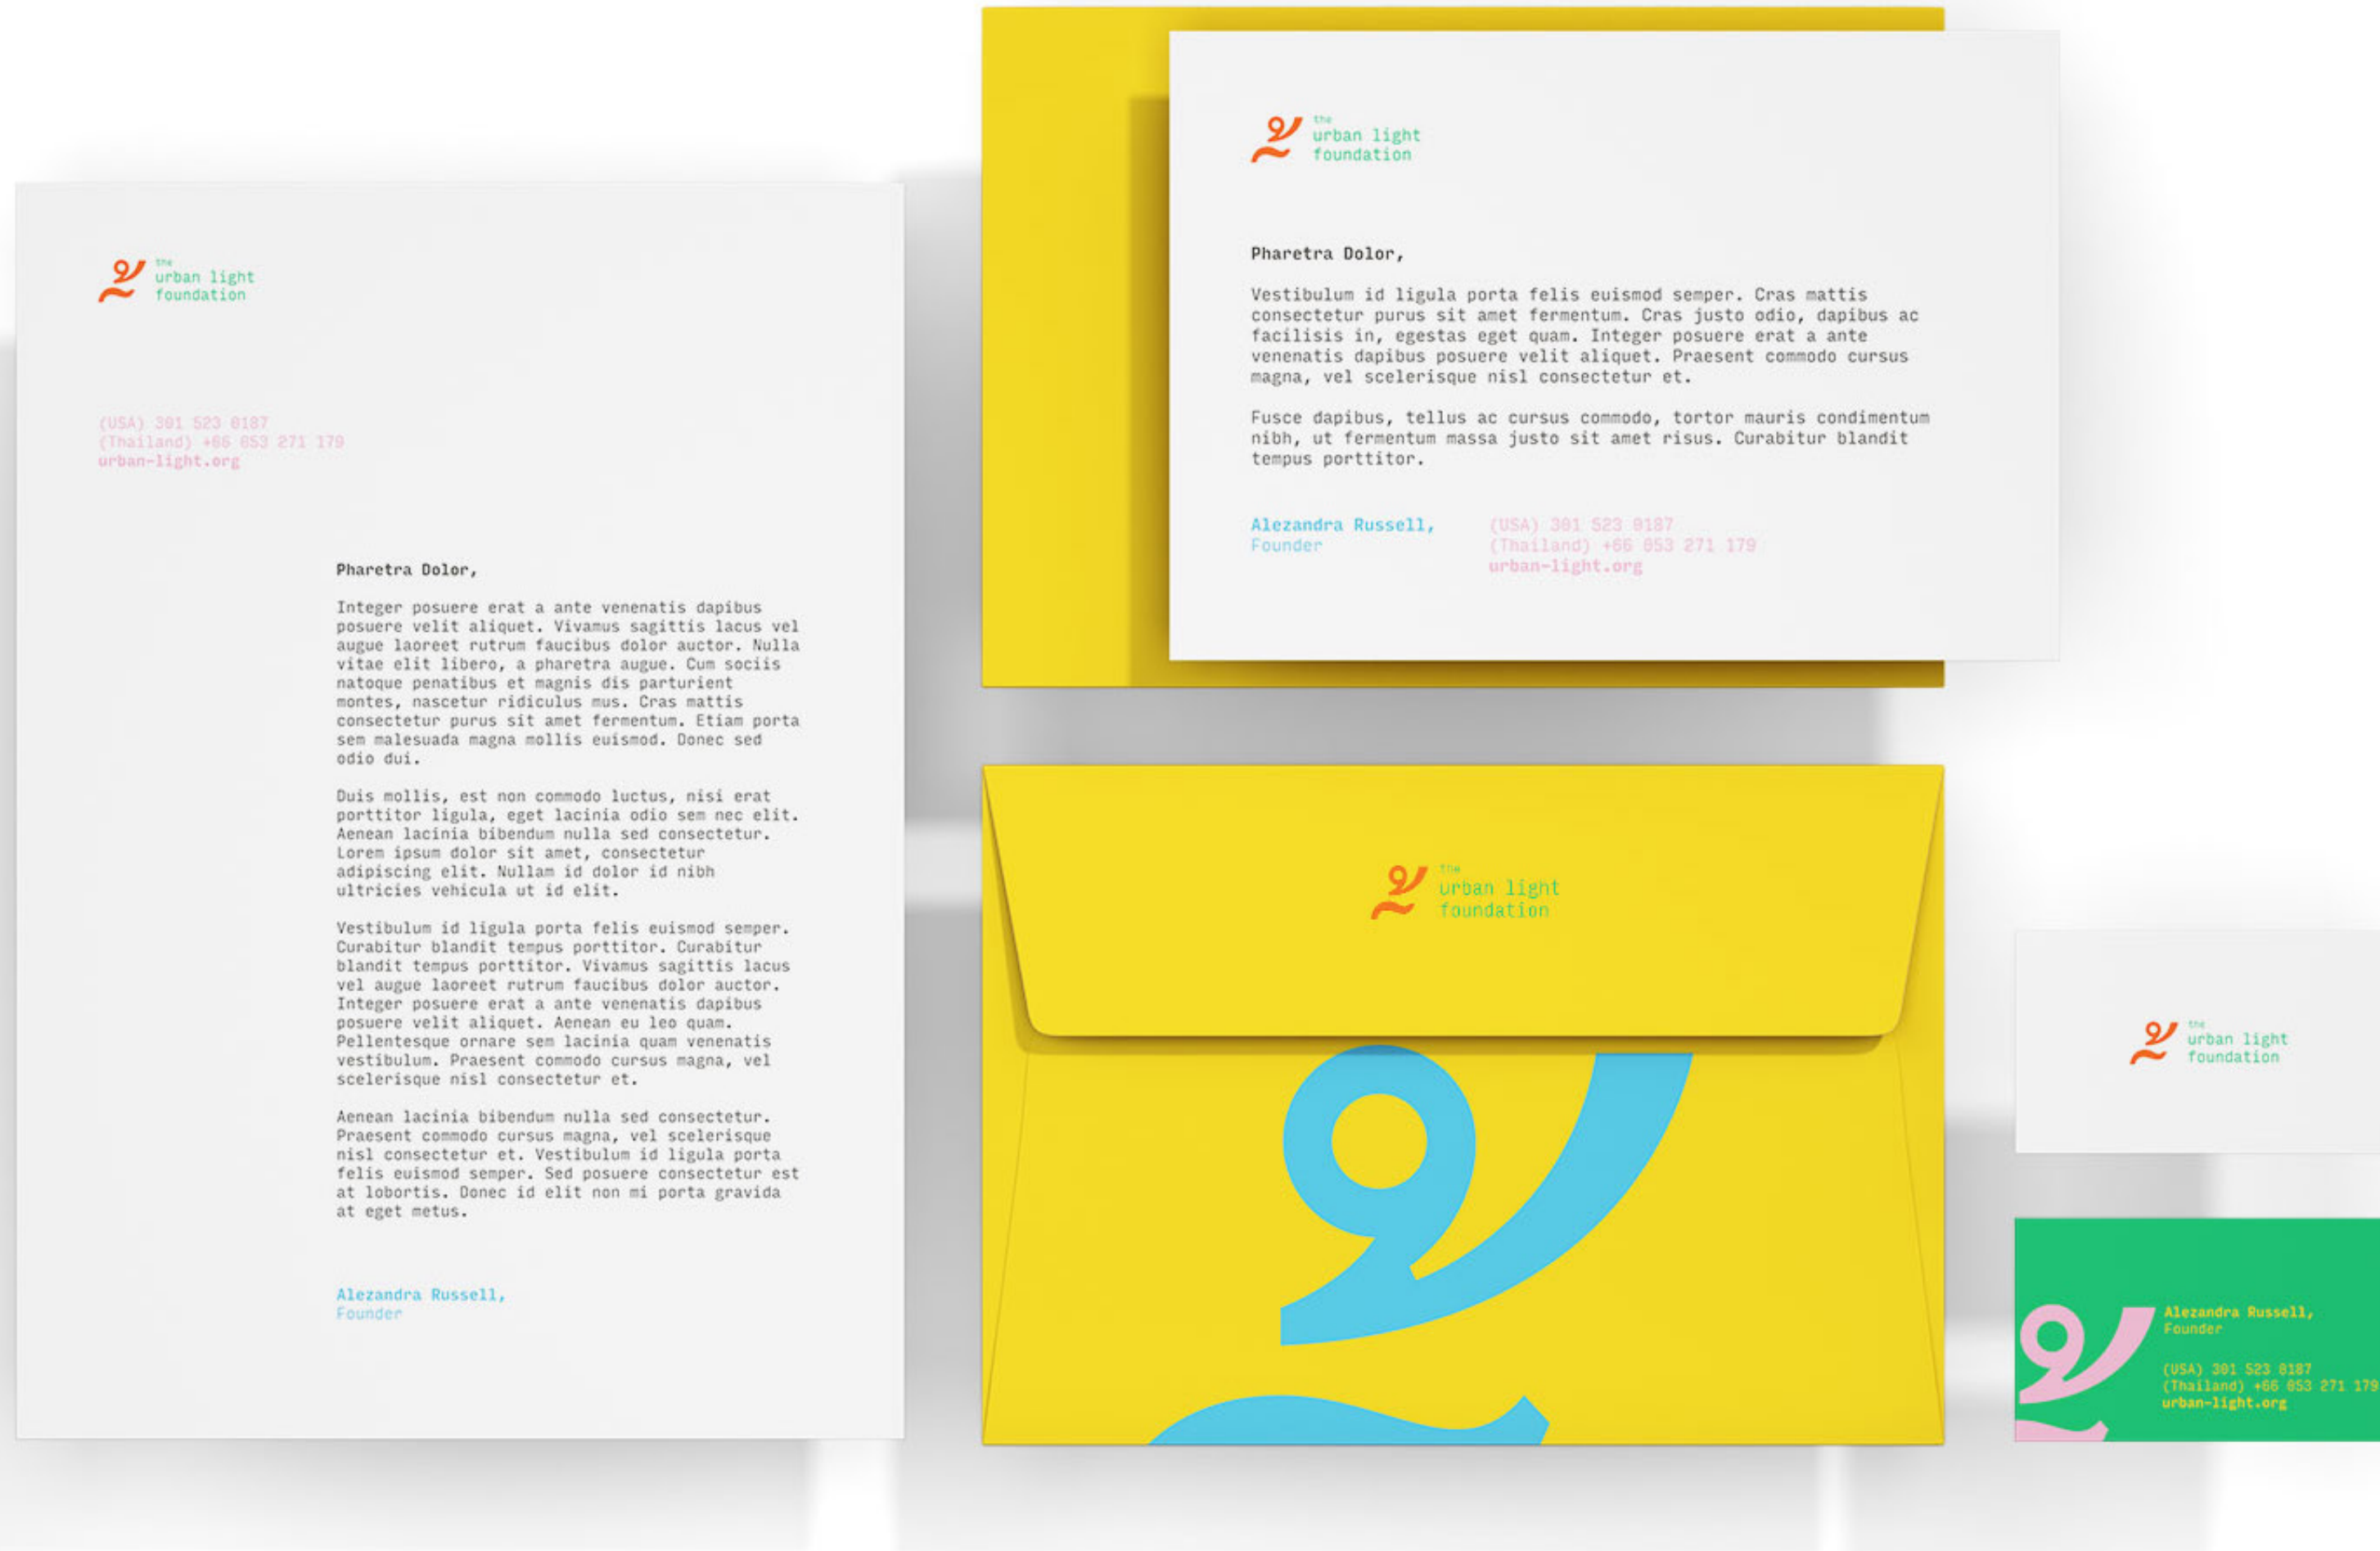 the
urban light
foundation
(USA) 301 523 0187
(Thailand) +66 853 271 179
urban-light.org
Pharetra Dolor,
Integer posuere erat a ante venenatis dapibus
posuere velit aliquet. Vivamus sagittis lacus vel
augue laoreet rutrum faucibus dolor auctor. Nulla
vitae elit libero, a pharetra augue. Cum sociis
natoque penatibus et magnis dis parturient
montes, nascetur ridiculus mus. Cras mattis
consectetur purus sit amet fermentum. Etiam porta
sem malesuada magna mollis euismod. Donec sed
odio dui.
Duis mollis, est non commodo luctus, nisi erat
porttitor ligula, eget lacinia odio sem nec elit.
Aenean lacinia bibendum nulla sed consectetur.
Lorem ipsum dolor sit amet, consectetur
adipiscing elit. Nullam id dolor id nibh
ultricies vehicula ut id elit.
Vestibulum id ligula porta felis euismod semper.
Curabitur blandit tempus porttitor. Curabitur
blandit tempus porttitor. Vivamus sagittis lacus
vel augue laoreet rutrum faucibus dolor auctor.
Integer posuere erat a ante venenatis dapibus
posuere velit aliquet. Aenean eu leo quam.
Pellentesque ornare sem lacinia quam venenatis
vestibulum. Praesent commodo cursus magna, vel
scelerisque nisl consectetur et.
Aenean lacinia bibendum nulla sed consectetur.
Praesent commodo cursus magna, vel scelerisque
nisl consectetur et. Vestibulum id ligula porta
felis euismod semper. Sed posuere consectetur est
at lobortis. Donec id elit non mi porta gravida
at eget metus.
Alezandra Russell,
Founder
the
urban light
foundation
Pharetra Dolor,
Vestibulum id ligula porta felis euismod semper. Cras mattis
consectetur purus sit amet fermentum. Cras justo odio, dapibus ac
facilisis in, egestas eget quam. Integer posuere erat a ante
venenatis dapibus posuere velit aliquet. Praesent commodo cursus
magna, vel scelerisque nisl consectetur et.
Fusce dapibus, tellus ac cursus commodo, tortor mauris condimentum
nibh, ut fermentum massa justo sit amet risus. Curabitur blandit
tempus porttitor.
Alezandra Russell,
Founder
(USA) 301 523 0187
(Thailand) +66 853 271 179
urban-light.org
the
urban light
foundation
the
urban light
foundation
Alezandra Russell,
Founder
(USA) 301 523 0187
(Thailand) +66 853 271 179
urban-light.org